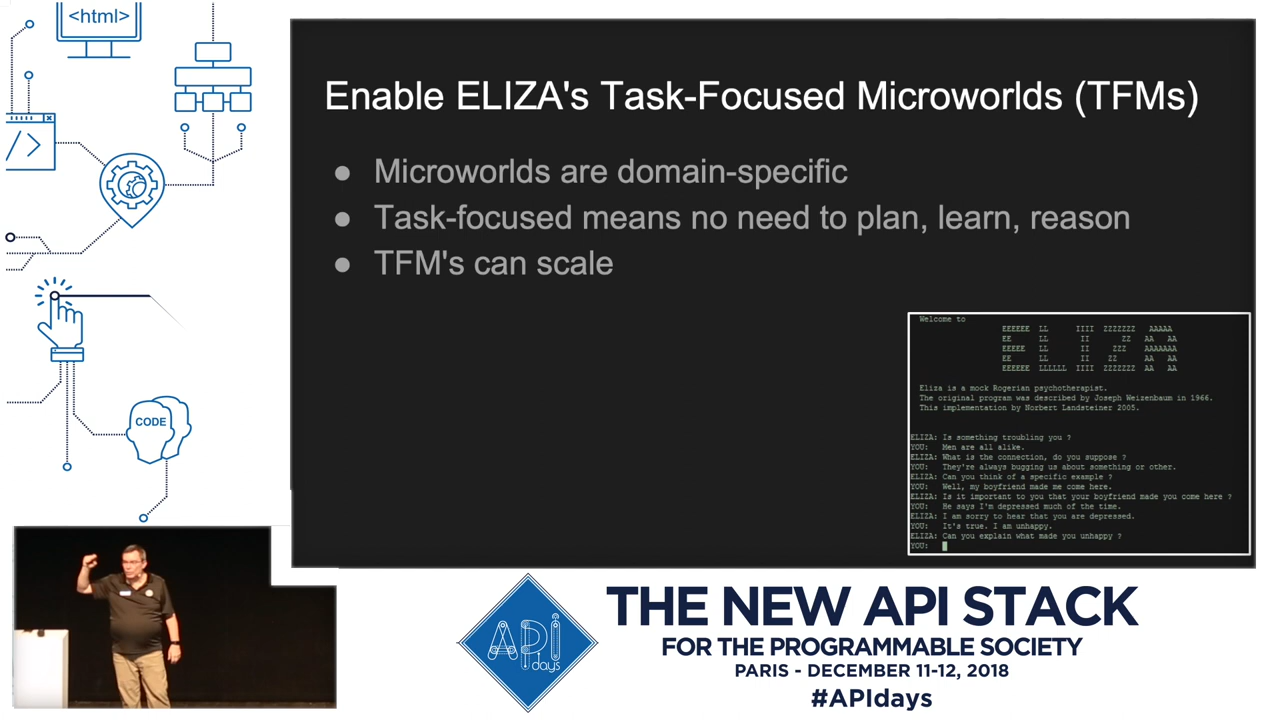 <html>
Enable ELIZA's Task-Focused Microworlds (TFMs)
● Microworlds are domain-specific
● Task-focused means no need to plan, learn, reason
● TFM's can scale
</>
CODE
Welcome to
EEEEEE LL IIII ZZZZZZZ AAAAA
EE LL II ZZ AA AA
EEEEE LL II ZZZ AAAAAAA
EE LL II ZZ AA AA
EEEEEE LLLLLL IIII ZZZZZZZ AA AA
Eliza is a mock Rogerian psychotherapist.
The original program was described by Joseph Weizenbaum in 1966.
This implementation by Norbert Landsteiner 2005.
ELIZA: Is something troubling you ?
YOU: Men are all alike.
ELIZA: What is the connection, do you suppose ?
YOU: They're always bugging us about something or other.
ELIZA: Can you think of a specific example ?
YOU: Well, my boyfriend made me come here.
ELIZA: Is it important to you that your boyfriend made you come here ?
YOU: He says I'm depressed much of the time.
ELIZA: I am sorry to hear that you are depressed.
YOU: It's true. I am unhappy.
ELIZA: Can you explain what made you unhappy ?
YOU:
APi
days
THE NEW API STACK
FOR THE PROGRAMMABLE SOCIETY
PARIS - DECEMBER 11-12, 2018
#APIdays